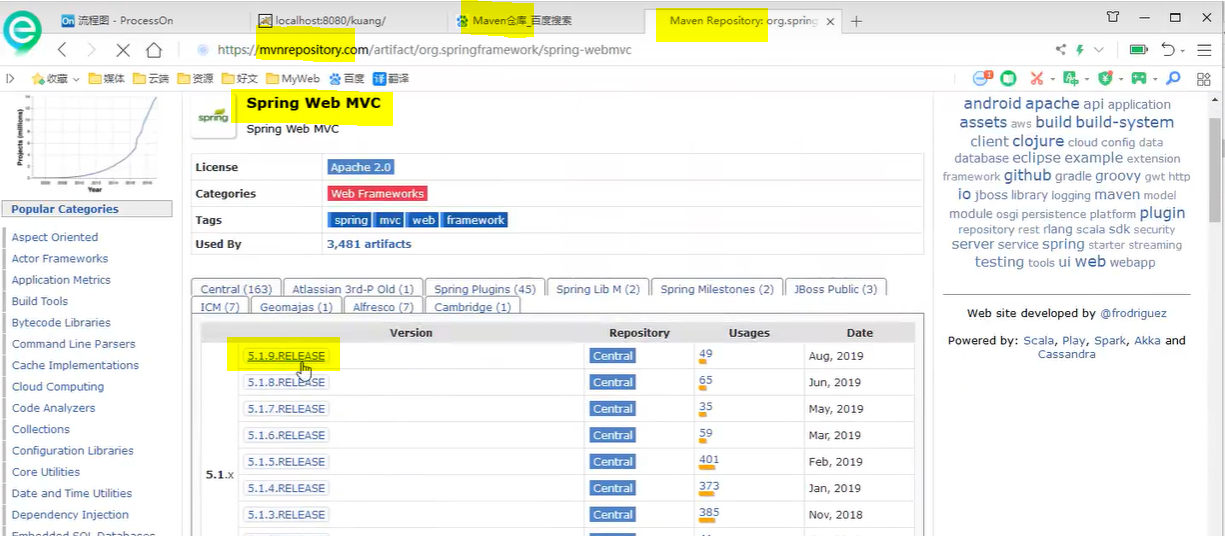 流程图 - ProcessOn
localhost:8080/kuang/
Maven仓库_百度搜索
Maven Repository: org.spring
https://mvnrepository.com/artifact/org.springframework/spring-webmvc
收藏 媒体 云端 资源 好文 MyWeb 百度 翻译
Projects (millions)
Year
Popular Categories
Aspect Oriented
Actor Frameworks
Application Metrics
Build Tools
Bytecode Libraries
Command Line Parsers
Cache Implementations
Cloud Computing
Code Analyzers
Collections
Configuration Libraries
Core Utilities
Date and Time Utilities
Dependency Injection
Embedded SQL Databases
spring
Spring Web MVC
Spring Web MVC
License Apache 2.0
Categories Web Frameworks
Tags spring mvc web framework
Used By 3,481 artifacts
Central (163) Atlassian 3rd-P Old (1) Spring Plugins (45) Spring Lib M (2) Spring Milestones (2) JBoss Public (3)
ICM (7) Geomajas (1) Alfresco (7) Cambridge (1)
Version Repository Usages Date
5.1.x
5.1.9.RELEASE Central 49 Aug, 2019
5.1.8.RELEASE Central 65 Jun, 2019
5.1.7.RELEASE Central 35 May, 2019
5.1.6.RELEASE Central 59 Mar, 2019
5.1.5.RELEASE Central 401 Feb, 2019
5.1.4.RELEASE Central 373 Jan, 2019
5.1.3.RELEASE Central 385 Nov, 2018
android apache api application
assets aws build build-system
client clojure cloud config data
database eclipse example extension
framework github gradle groovy gwt http
io jboss library logging maven model
module osgi persistence platform plugin
repository rest rlang scala sdk security
server service spring starter streaming
testing tools ui web webapp
Web site developed by @frodriguez
Powered by: Scala, Play, Spark, Akka and
Cassandra